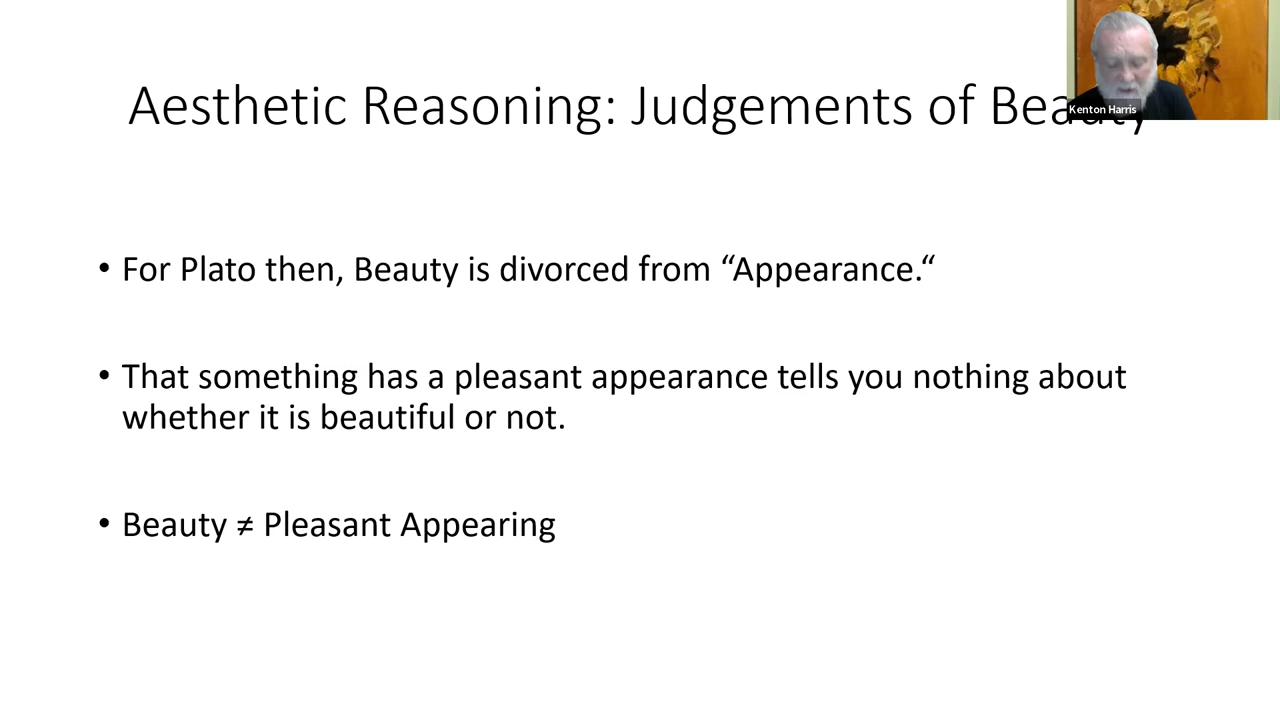 Aesthetic Reasoning: Judgements of Beauty
Kenton Harris
• For Plato then, Beauty is divorced from “Appearance.“
• That something has a pleasant appearance tells you nothing about
whether it is beautiful or not.
• Beauty ≠ Pleasant Appearing